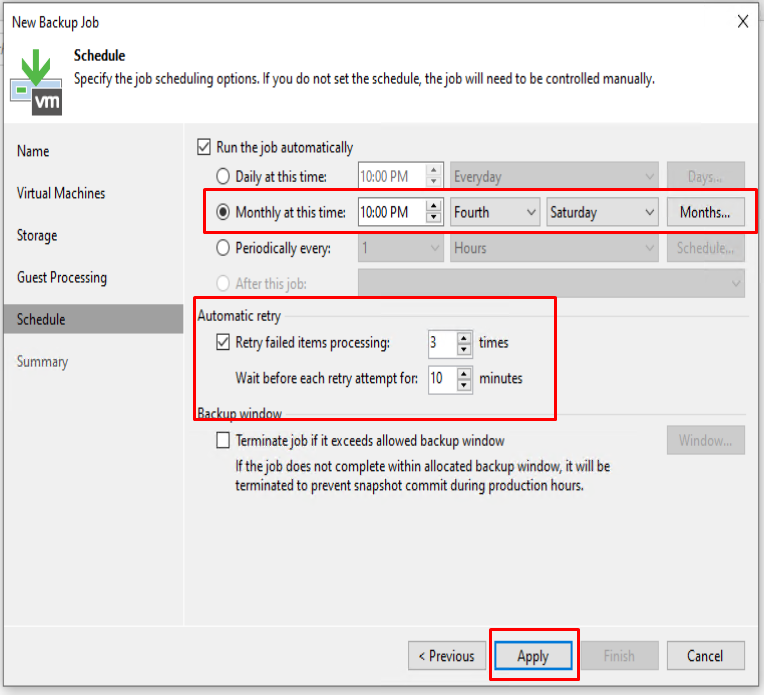 New Backup Job
Schedule
Specify the job scheduling options. If you do not set the schedule, the job will need to be controlled manually.
vm
Name
Virtual Machines
Storage
Guest Processing
Schedule
Summary
Run the job automatically
Daily at this time: 10:00 PM Everyday Days...
Monthly at this time: 10:00 PM Fourth Saturday Months...
Periodically every: 1 Hours Schedule...
After this job:
Automatic retry
Retry failed items processing: 3 times
Wait before each retry attempt for: 10 minutes
Backup window
Terminate job if it exceeds allowed backup window Window...
If the job does not complete within allocated backup window, it will be
terminated to prevent snapshot commit during production hours.
< Previous Apply Finish Cancel